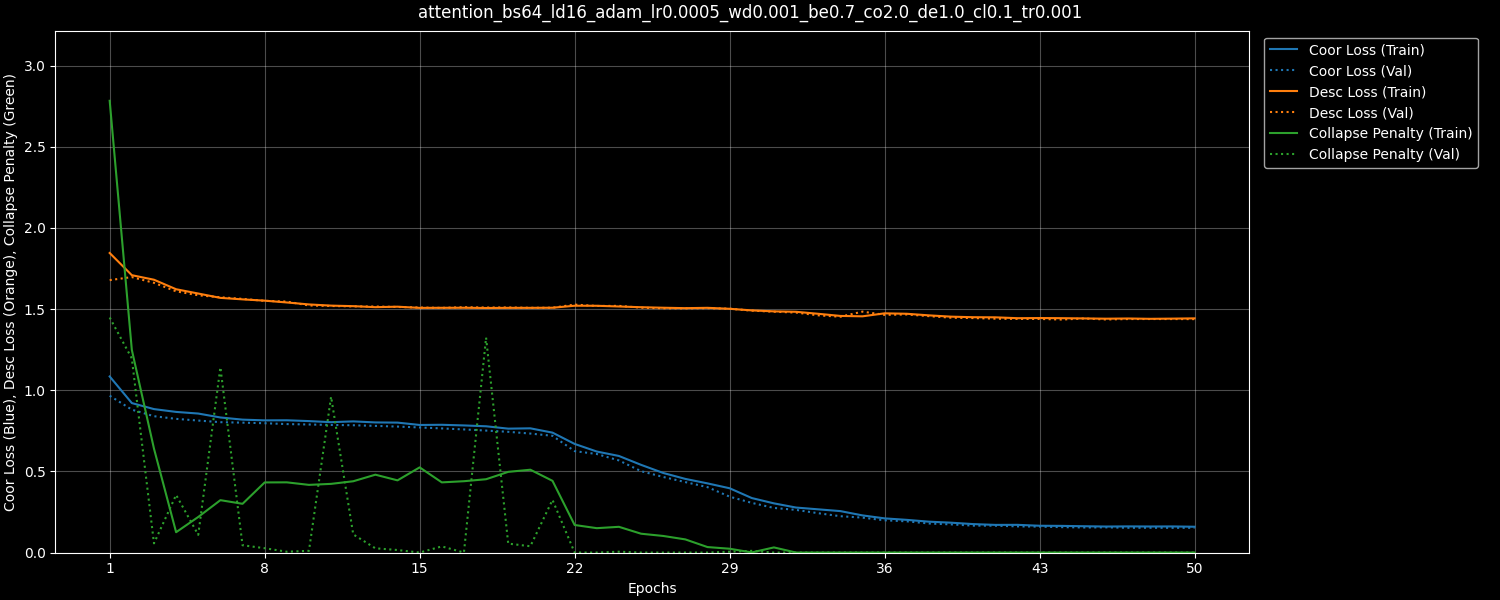 attention_bs64_ld16_adam_lr0.0005_wd0.001_be0.7_co2.0_de1.0_cl0.1_tr0.001
Coor Loss (Blue), Desc Loss (Orange), Collapse Penalty (Green)
3.0
2.5
2.0
1.5
1.0
0.5
0.0
1 8 15 22 29 36 43 50
Epochs
Coor Loss (Train)
Coor Loss (Val)
Desc Loss (Train)
Desc Loss (Val)
Collapse Penalty (Train)
Collapse Penalty (Val)